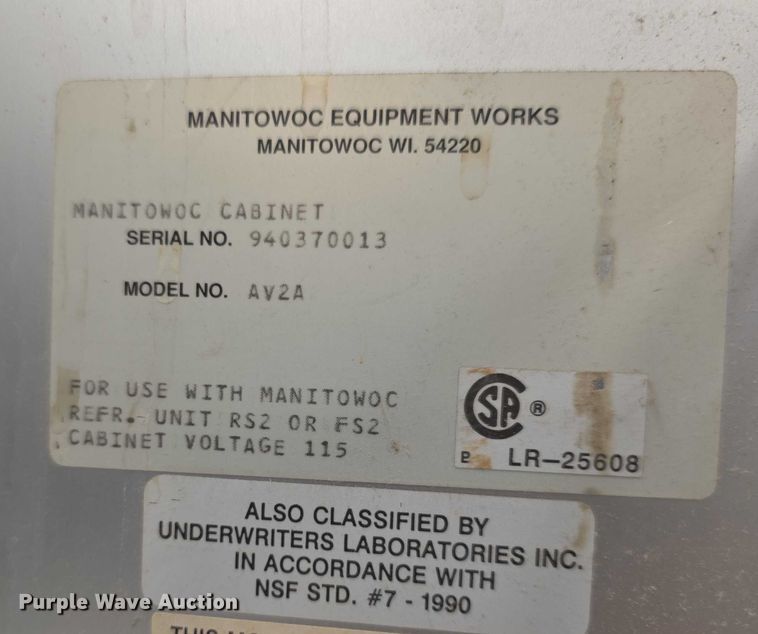 MANITOWOC EQUIPMENT WORKS
MANITOWOC WI. 54220
MANITOWOC CABINET
SERIAL NO. 940370013
MODEL NO. AV2A
FOR USE WITH MANITOWOC
REFR. UNIT RS2 OR FS2
CABINET VOLTAGE 115
SA ®
LR-25608
ALSO CLASSIFIED BY
UNDERWRITERS LABORATORIES INC.
IN ACCORDANCE WITH
NSF STD. #7 - 1990
Purple Wave Auction